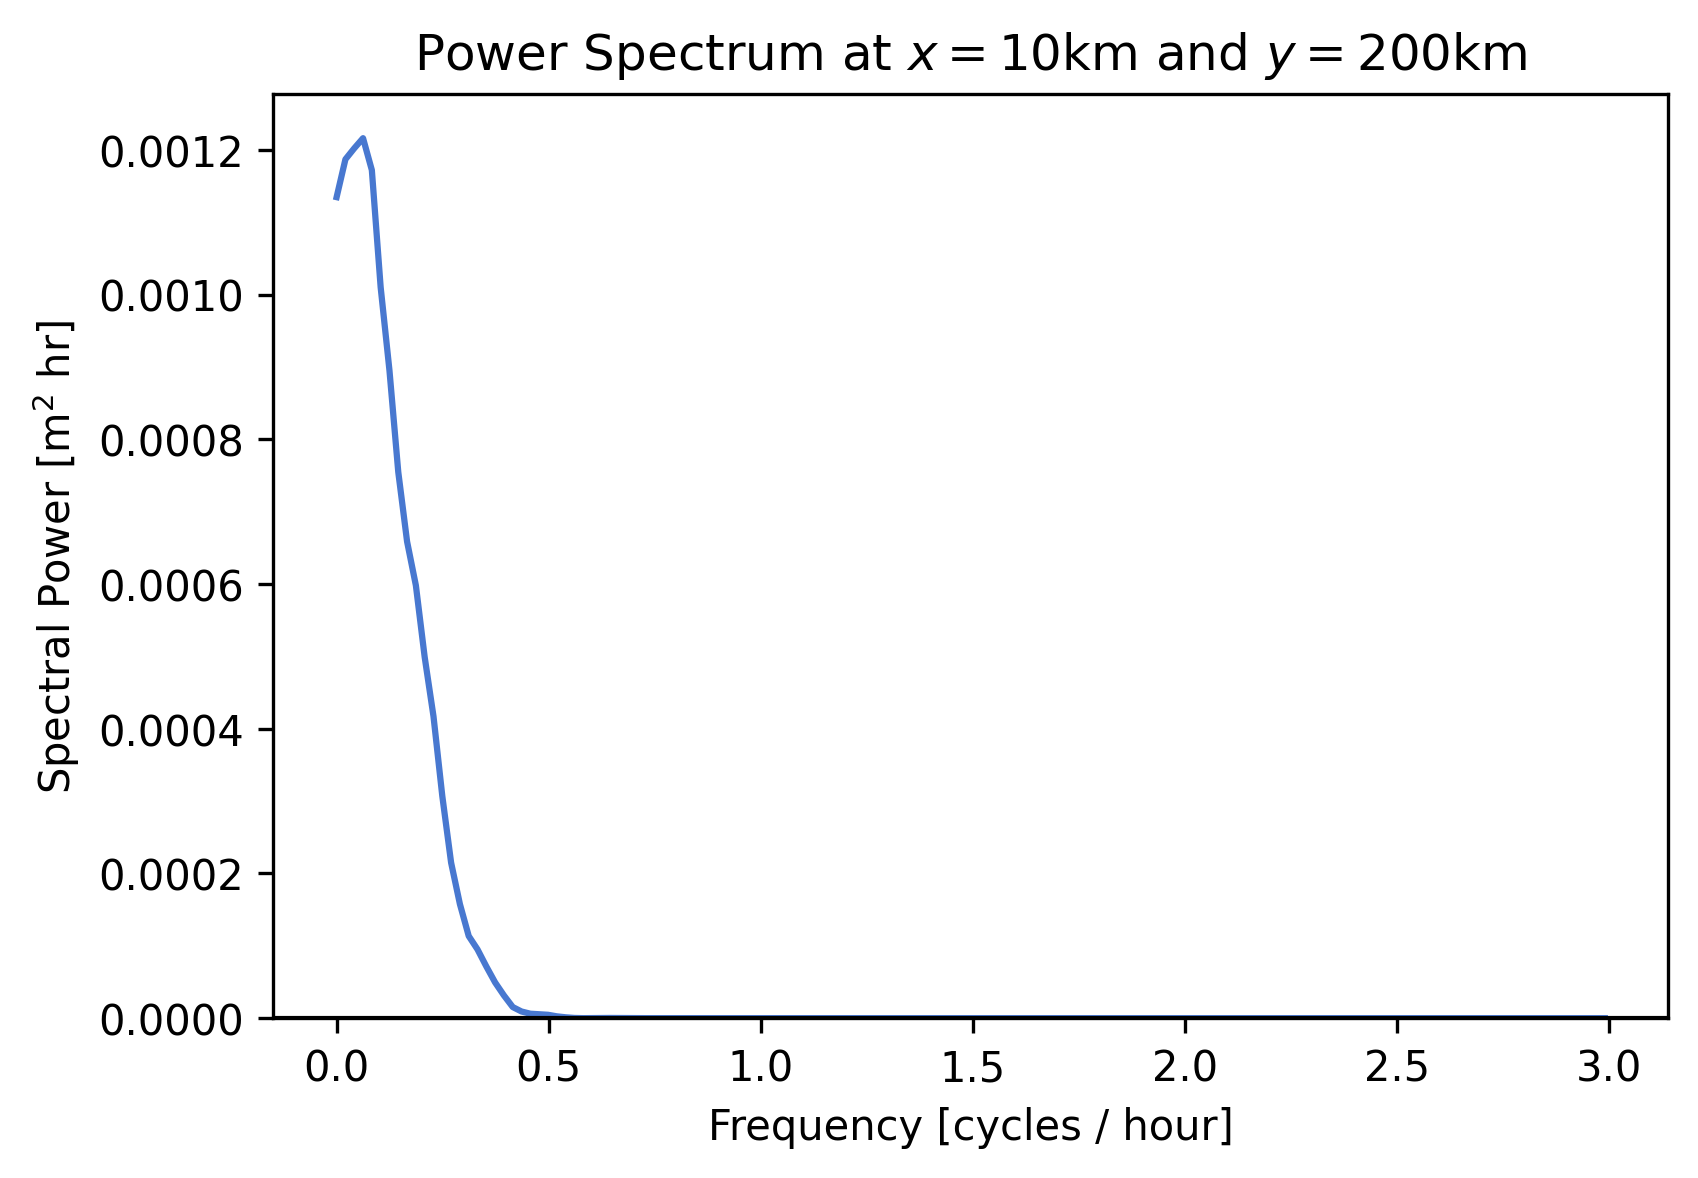 Power Spectrum at x = 10km and y = 200km
Spectral Power [m² hr]
0.0012
0.0010
0.0008
0.0006
0.0004
0.0002
0.0000
0.0 0.5 1.0 1.5 2.0 2.5 3.0
Frequency [cycles / hour]